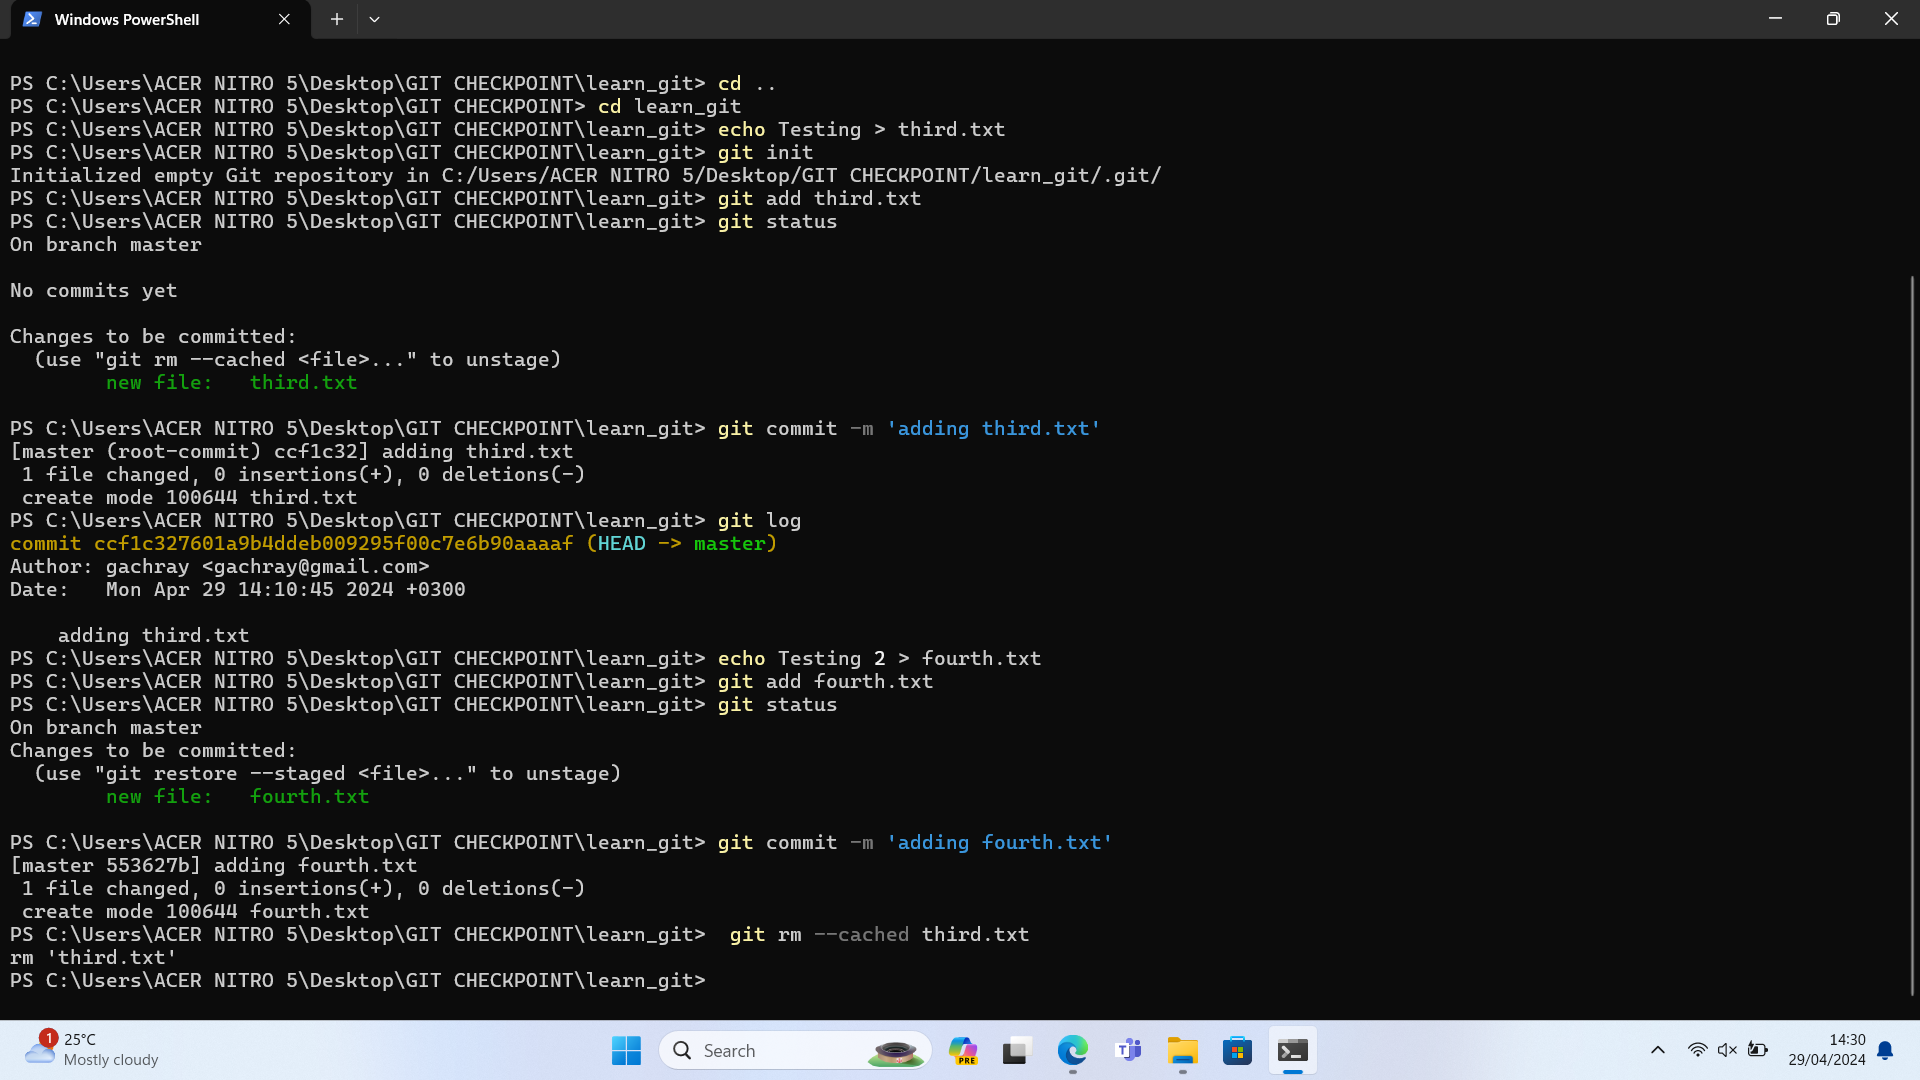 Windows PowerShell
PS C:\Users\ACER NITRO 5\Desktop\GIT CHECKPOINT\learn_git> cd ..
PS C:\Users\ACER NITRO 5\Desktop\GIT CHECKPOINT> cd learn_git
PS C:\Users\ACER NITRO 5\Desktop\GIT CHECKPOINT\learn_git> echo Testing > third.txt
PS C:\Users\ACER NITRO 5\Desktop\GIT CHECKPOINT\learn_git> git init
Initialized empty Git repository in C:/Users/ACER NITRO 5/Desktop/GIT CHECKPOINT/learn_git/.git/
PS C:\Users\ACER NITRO 5\Desktop\GIT CHECKPOINT\learn_git> git add third.txt
PS C:\Users\ACER NITRO 5\Desktop\GIT CHECKPOINT\learn_git> git status
On branch master
No commits yet
Changes to be committed:
  (use "git rm --cached <file>..." to unstage)
        new file:   third.txt
PS C:\Users\ACER NITRO 5\Desktop\GIT CHECKPOINT\learn_git> git commit -m 'adding third.txt'
[master (root-commit) ccf1c32] adding third.txt
 1 file changed, 0 insertions(+), 0 deletions(-)
 create mode 100644 third.txt
PS C:\Users\ACER NITRO 5\Desktop\GIT CHECKPOINT\learn_git> git log
commit ccf1c327601a9b4ddeb009295f00c7e6b90aaaaf (HEAD -> master)
Author: gachray <gachray@gmail.com>
Date:   Mon Apr 29 14:10:45 2024 +0300
    adding third.txt
PS C:\Users\ACER NITRO 5\Desktop\GIT CHECKPOINT\learn_git> echo Testing 2 > fourth.txt
PS C:\Users\ACER NITRO 5\Desktop\GIT CHECKPOINT\learn_git> git add fourth.txt
PS C:\Users\ACER NITRO 5\Desktop\GIT CHECKPOINT\learn_git> git status
On branch master
Changes to be committed:
  (use "git restore --staged <file>..." to unstage)
        new file:   fourth.txt
PS C:\Users\ACER NITRO 5\Desktop\GIT CHECKPOINT\learn_git> git commit -m 'adding fourth.txt'
[master 553627b] adding fourth.txt
 1 file changed, 0 insertions(+), 0 deletions(-)
 create mode 100644 fourth.txt
PS C:\Users\ACER NITRO 5\Desktop\GIT CHECKPOINT\learn_git>  git rm --cached third.txt
rm 'third.txt'
PS C:\Users\ACER NITRO 5\Desktop\GIT CHECKPOINT\learn_git>
1
25°C
Mostly cloudy
Search
PRE
T
14:30
29/04/2024